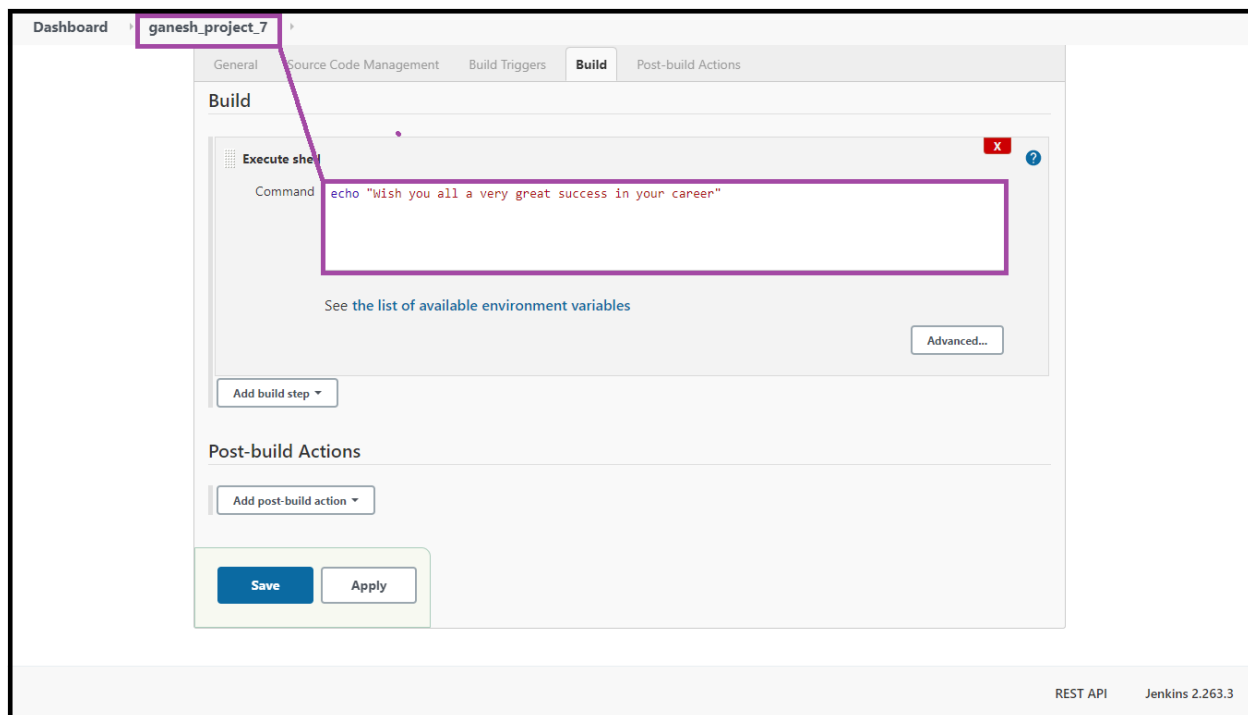 Dashboard ganesh_project_7
General Source Code Management Build Triggers Build Post-build Actions
Build
X
Execute shell
?
Command echo "Wish you all a very great success in your career"
See the list of available environment variables
Advanced...
Add build step
Post-build Actions
Add post-build action
Save Apply
REST API Jenkins 2.263.3